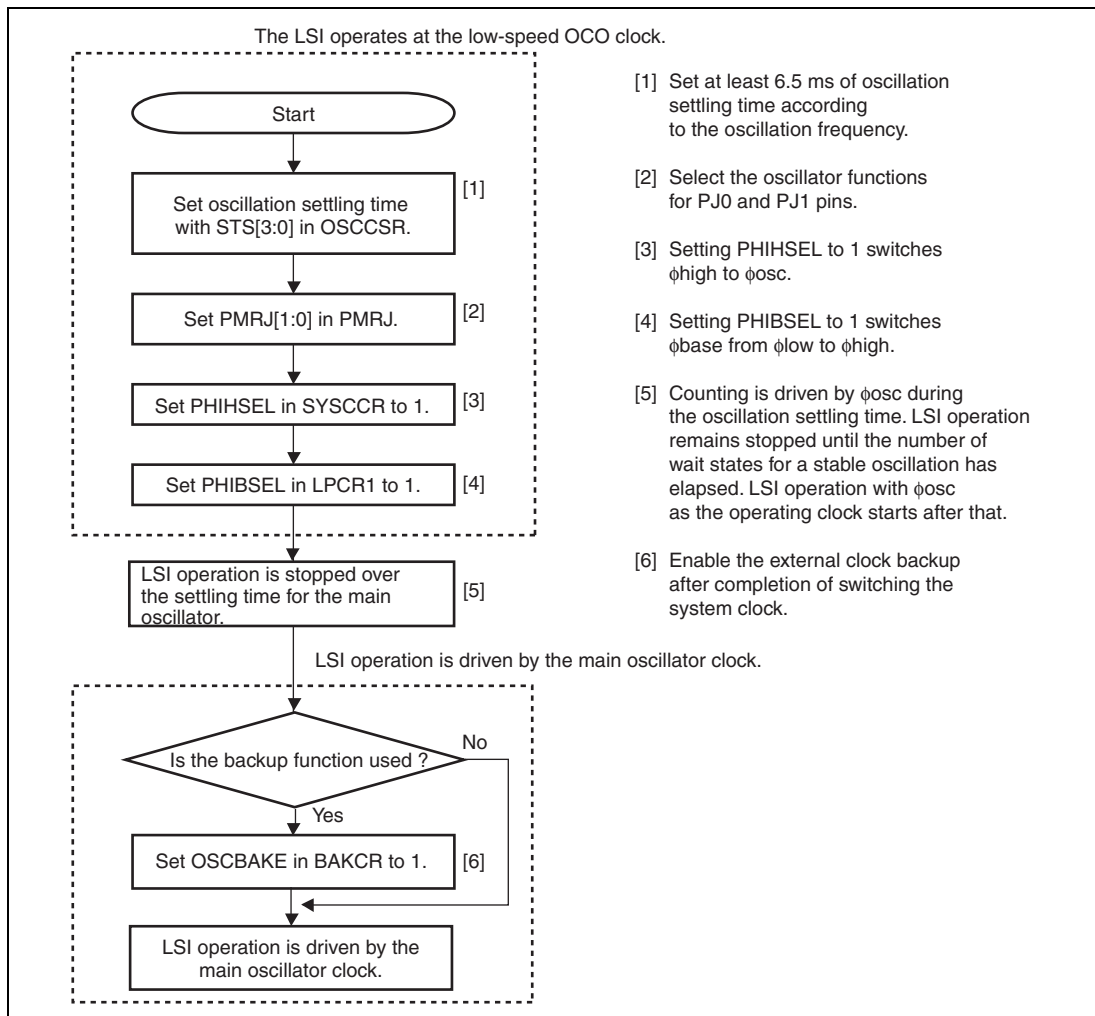 The LSI operates at the low-speed OCO clock.
Start
Set oscillation settling time
with STS[3:0] in OSCCSR.
[1]
Set PMRJ[1:0] in PMRJ.
[2]
Set PHIHSEL in SYSCCR to 1.
[3]
Set PHIBSEL in LPCR1 to 1.
[4]
LSI operation is stopped over
the settling time for the main
oscillator.
[5]
LSI operation is driven by the main oscillator clock.
Is the backup function used ?
No
Yes
Set OSCBAKE in BAKCR to 1.
[6]
LSI operation is driven by the
main oscillator clock.
[1] Set at least 6.5 ms of oscillation
settling time according
to the oscillation frequency.
[2] Select the oscillator functions
for PJ0 and PJ1 pins.
[3] Setting PHIHSEL to 1 switches
ϕhigh to ϕosc.
[4] Setting PHIBSEL to 1 switches
ϕbase from ϕlow to ϕhigh.
[5] Counting is driven by ϕosc during
the oscillation settling time. LSI operation
remains stopped until the number of
wait states for a stable oscillation has
elapsed. LSI operation with ϕosc
as the operating clock starts after that.
[6] Enable the external clock backup
after completion of switching the
system clock.